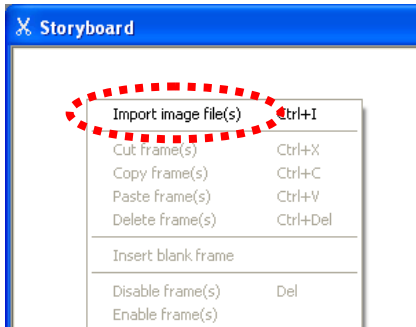 Storyboard
Import image file(s) Ctrl+I
Cut frame(s) Ctrl+X
Copy frame(s) Ctrl+C
Paste frame(s) Ctrl+V
Delete frame(s) Ctrl+Del
Insert blank frame
Disable frame(s) Del
Enable frame(s)